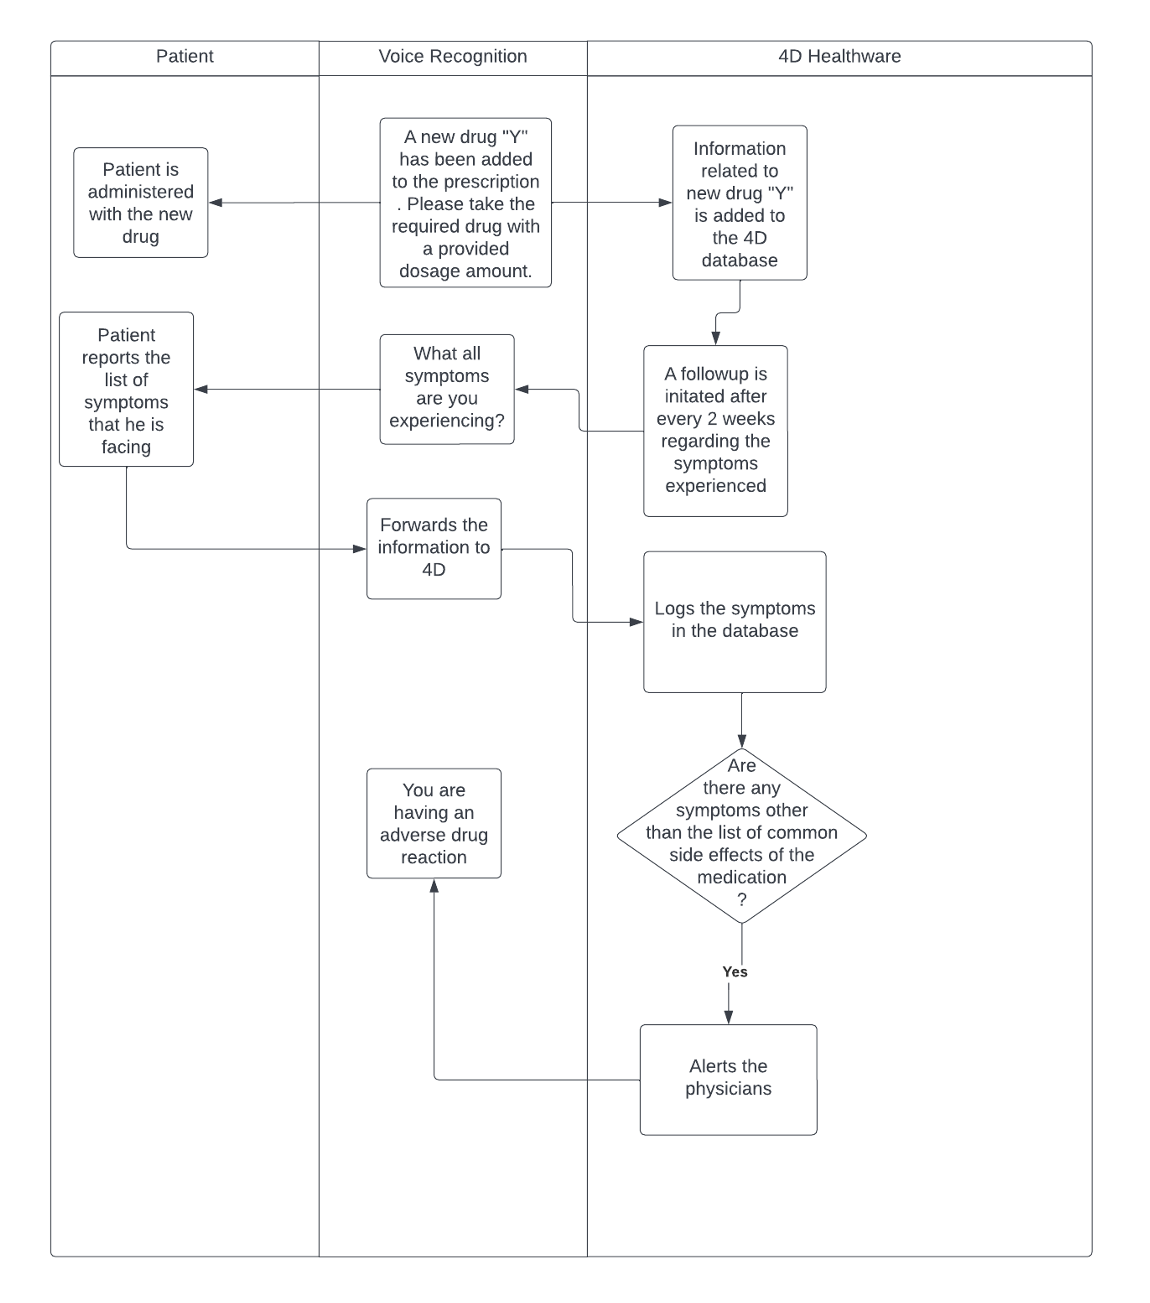 Patient
Voice Recognition
4D Healthware
Patient is
administered
with the new
drug
A new drug "Y"
has been added
to the prescription
. Please take the
required drug with
a provided
dosage amount.
Information
related to
new drug "Y"
is added to
the 4D
database
Patient
reports the
list of
symptoms
that he is
facing
What all
symptoms
are you
experiencing?
A followup is
initated after
every 2 weeks
regarding the
symptoms
experienced
Forwards the
information to
4D
Logs the symptoms
in the database
You are
having an
adverse drug
reaction
Are
there any
symptoms other
than the list of common
side effects of the
medication
?
Yes
Alerts the
physicians